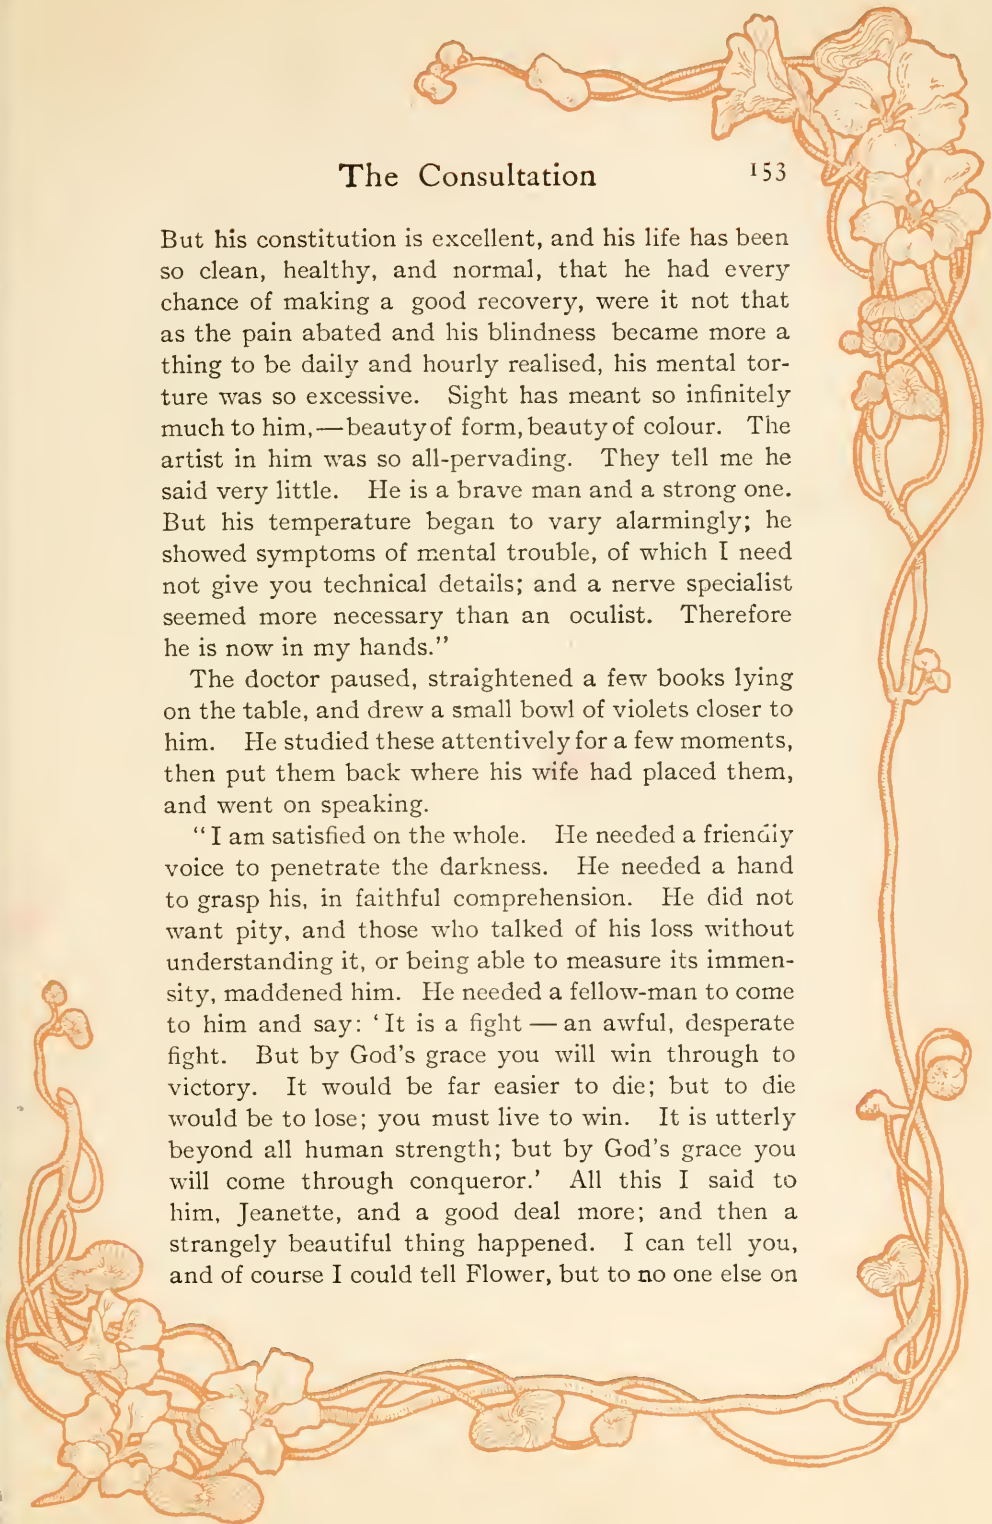 The Consultation 153
But his constitution is excellent, and his life has been
so clean, healthy, and normal, that he had every
chance of making a good recovery, were it not that
as the pain abated and his blindness became more a
thing to be daily and hourly realised, his mental tor-
ture was so excessive. Sight has meant so infinitely
much to him,—beauty of form, beauty of colour. The
artist in him was so all-pervading. They tell me he
said very little. He is a brave man and a strong one.
But his temperature began to vary alarmingly; he
showed symptoms of mental trouble, of which I need
not give you technical details; and a nerve specialist
seemed more necessary than an oculist. Therefore
he is now in my hands.”
The doctor paused, straightened a few books lying
on the table, and drew a small bowl of violets closer to
him. He studied these attentively for a few moments,
then put them back where his wife had placed them,
and went on speaking.
“I am satisfied on the whole. He needed a friendly
voice to penetrate the darkness. He needed a hand
to grasp his, in faithful comprehension. He did not
want pity, and those who talked of his loss without
understanding it, or being able to measure its immen-
sity, maddened him. He needed a fellow-man to come
to him and say: ‘It is a fight — an awful, desperate
fight. But by God’s grace you will win through to
victory. It would be far easier to die; but to die
would be to lose; you must live to win. It is utterly
beyond all human strength; but by God’s grace you
will come through conqueror.’ All this I said to
him, Jeanette, and a good deal more; and then a
strangely beautiful thing happened. I can tell you,
and of course I could tell Flower, but to no one else on